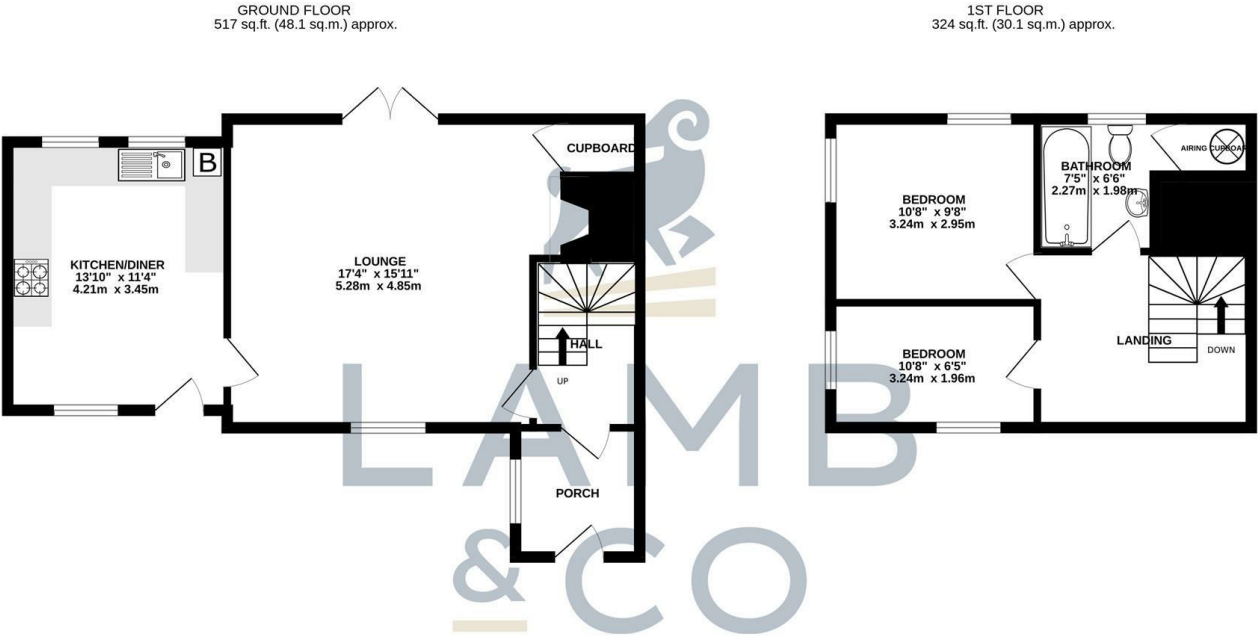 GROUND FLOOR
517 sq.ft. (48.1 sq.m.) approx.
1ST FLOOR
324 sq.ft. (30.1 sq.m.) approx.
CUPBOARD
B
KITCHEN/DINER
13'10" x 11'4"
4.21m x 3.45m
LOUNGE
17'4" x 15'11"
5.28m x 4.85m
HALL
UP
PORCH
AIRING CUPBOAR
BATHROOM
7'5" x 6'6"
2.27m x 1.98m
BEDROOM
10'8" x 9'8"
3.24m x 2.95m
LANDING
DOWN
BEDROOM
10'8" x 6'5"
3.24m x 1.96m
LAMB
& CO